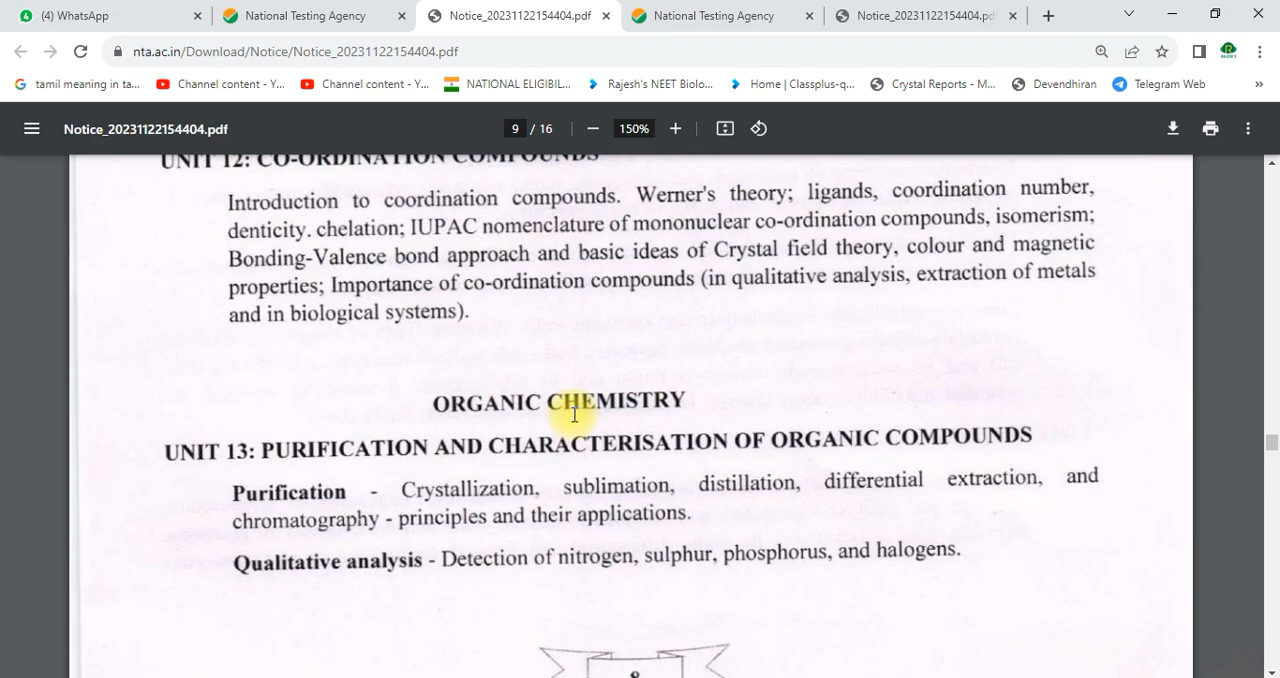 (4) WhatsApp
National Testing Agency
Notice_20231122154404.pdf
National Testing Agency
Notice_20231122154404.pd
nta.ac.in/Download/Notice/Notice_20231122154404.pdf
tamil meaning in ta...
Channel content - Y...
Channel content - Y...
NATIONAL ELIGIBIL...
Rajesh's NEET Biolo...
Home | Classplus-q...
Crystal Reports - M...
Devendhiran
Telegram Web
»
Notice_20231122154404.pdf
9 / 16
150%
UNIT 12: CO-ORDINATION COMPOUNDS
Introduction to coordination compounds. Werner's theory; ligands, coordination number,
denticity. chelation; IUPAC nomenclature of mononuclear co-ordination compounds, isomerism;
Bonding-Valence bond approach and basic ideas of Crystal field theory, colour and magnetic
properties; Importance of co-ordination compounds (in qualitative analysis, extraction of metals
and in biological systems).
ORGANIC CHEMISTRY
UNIT 13: PURIFICATION AND CHARACTERISATION OF ORGANIC COMPOUNDS
Purification - Crystallization, sublimation, distillation, differential extraction, and
chromatography - principles and their applications.
Qualitative analysis - Detection of nitrogen, sulphur, phosphorus, and halogens.
8